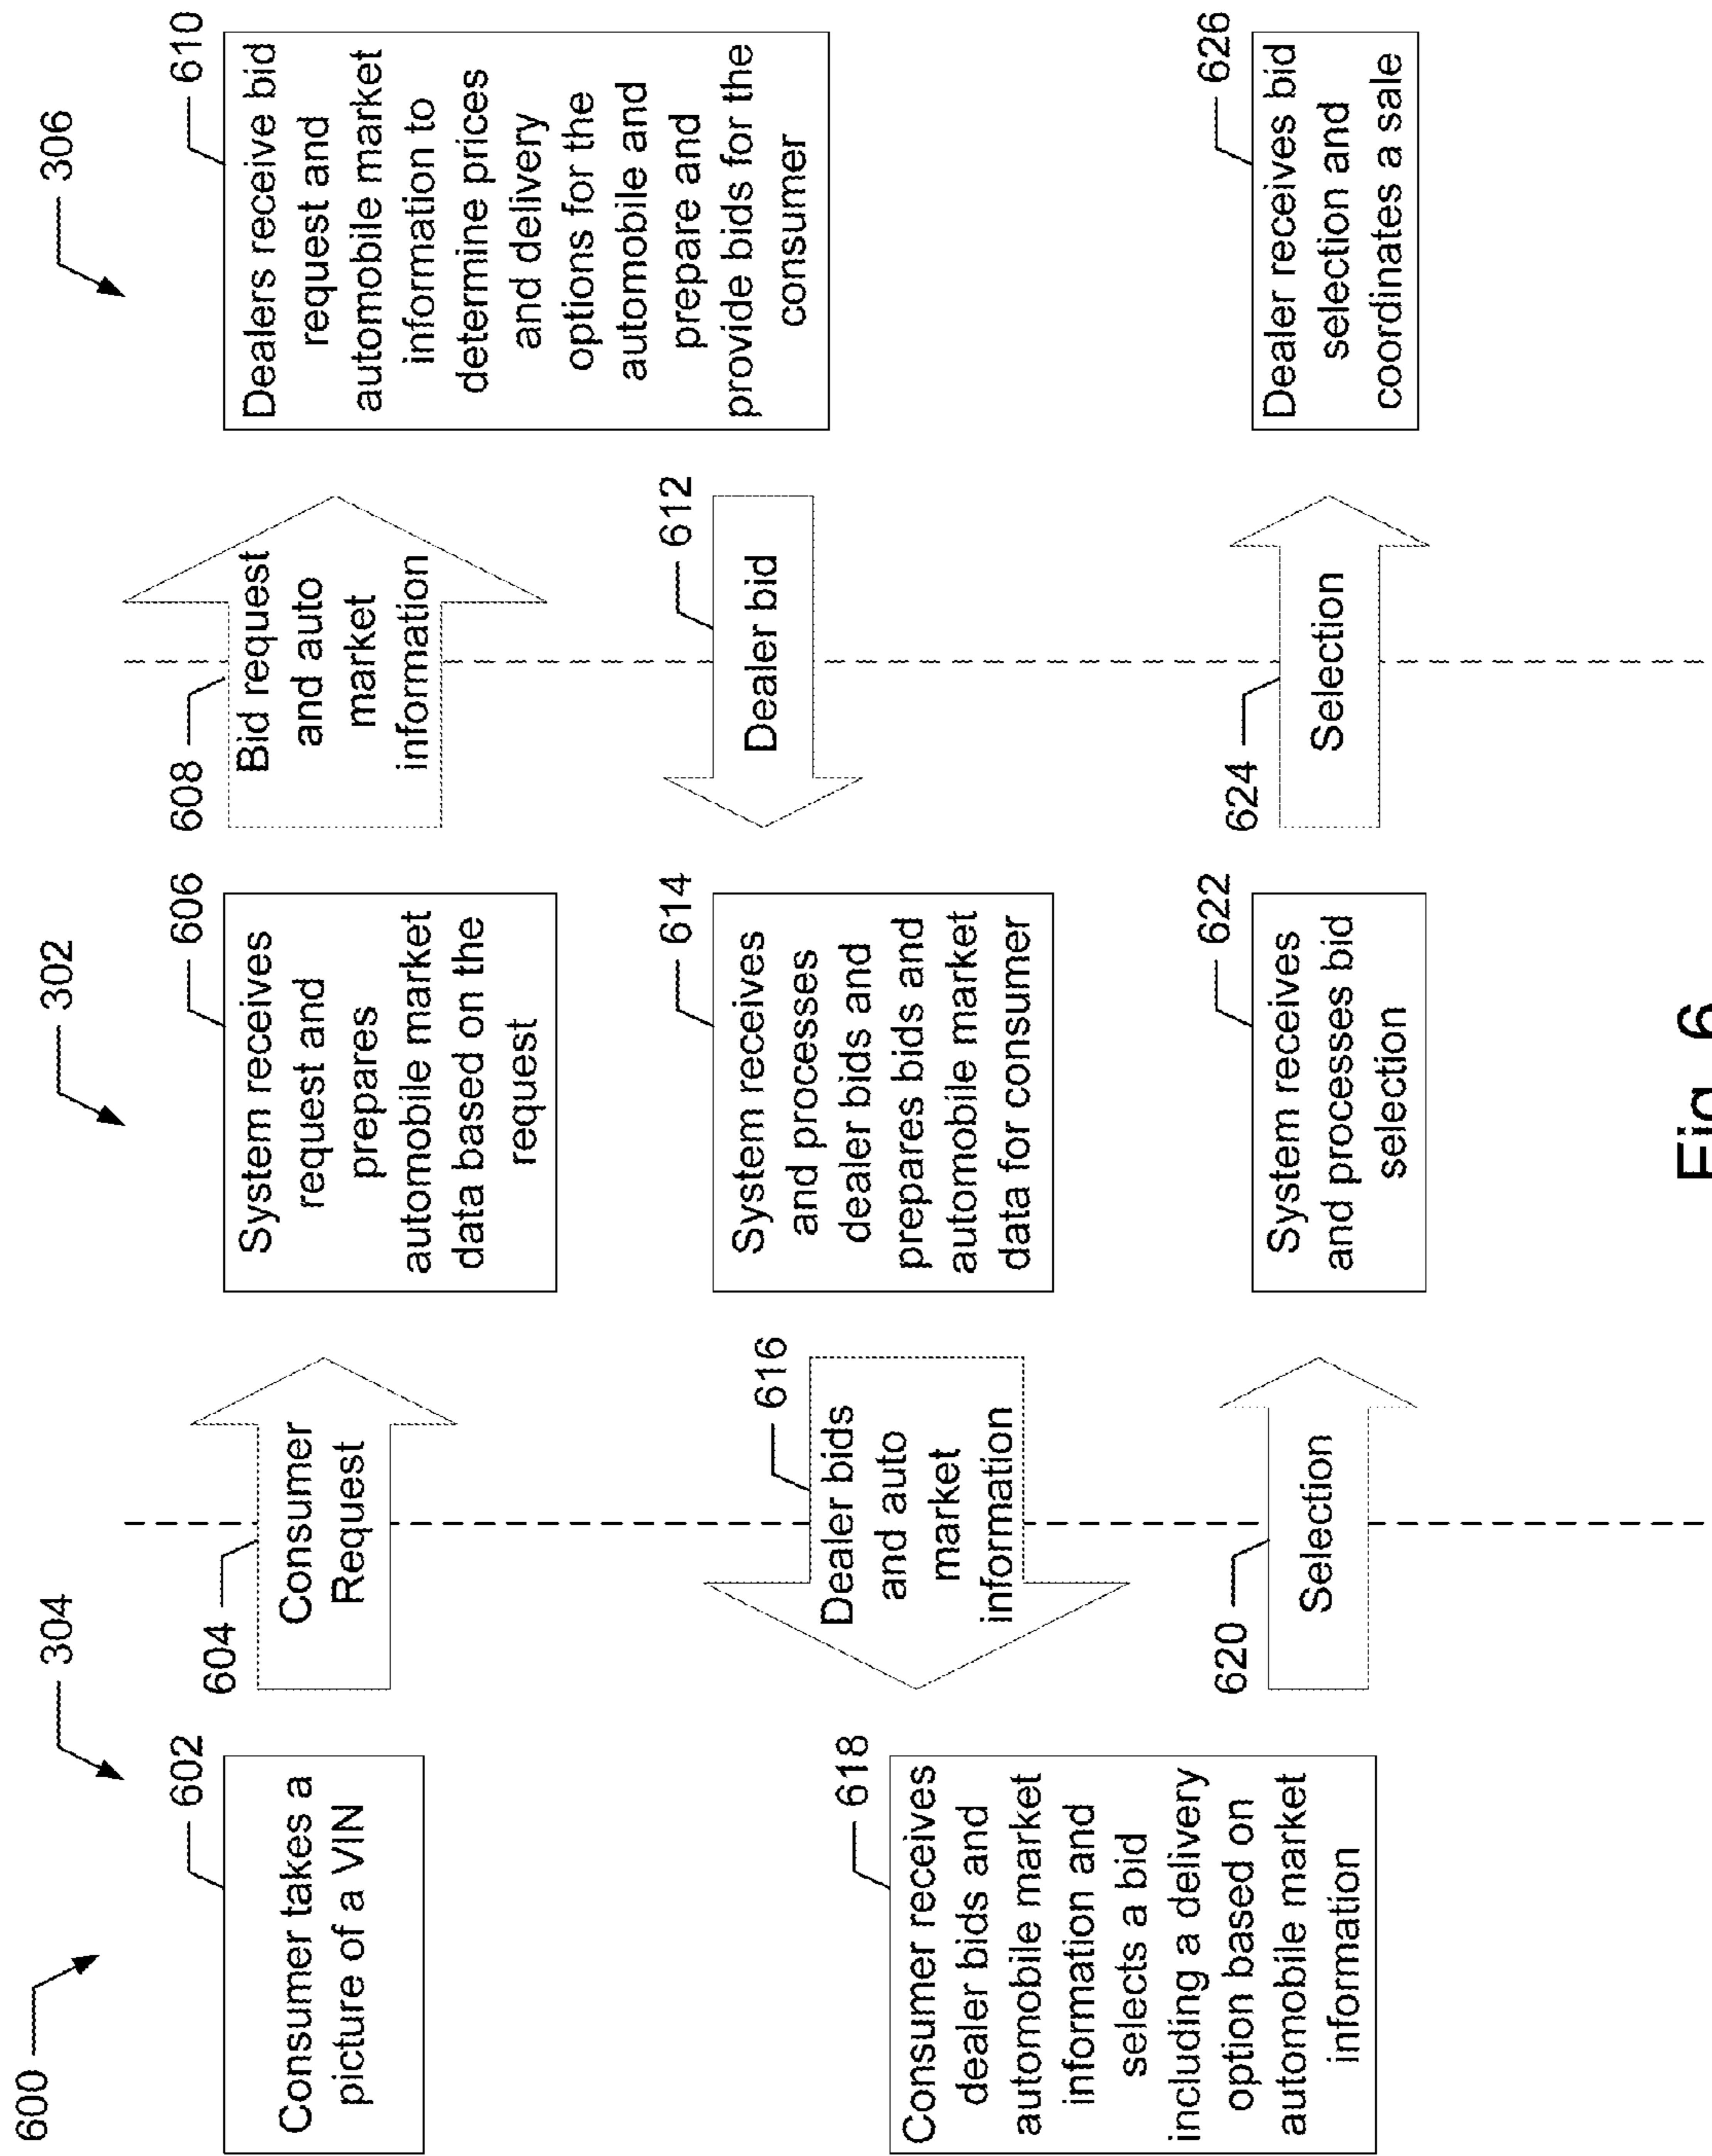 600
304
302
306
602
Consumer takes a
picture of a VIN
604
Consumer
Request
606
System receives
request and
prepares
automobile market
data based on the
request
608
Bid request
and auto
market
information
610
Dealers receive bid
request and
automobile market
information to
determine prices
and delivery
options for the
automobile and
prepare and
provide bids for the
consumer
612
Dealer bid
614
System receives
and processes
dealer bids and
prepares bids and
automobile market
data for consumer
616
Dealer bids
and auto
market
information
618
Consumer receives
dealer bids and
automobile market
information and
selects a bid
including a delivery
option based on
automobile market
information
620
Selection
622
System receives
and processes bid
selection
624
Selection
626
Dealer receives bid
selection and
coordinates a sale
Fig. 6